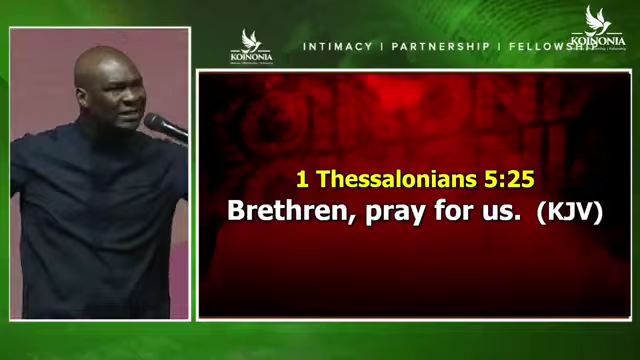 KOINONIA
INTIMACY | PARTNERSHIP | FELLOWSHIP
KOINONIA
1 Thessalonians 5:25
Brethren, pray for us. (KJV)